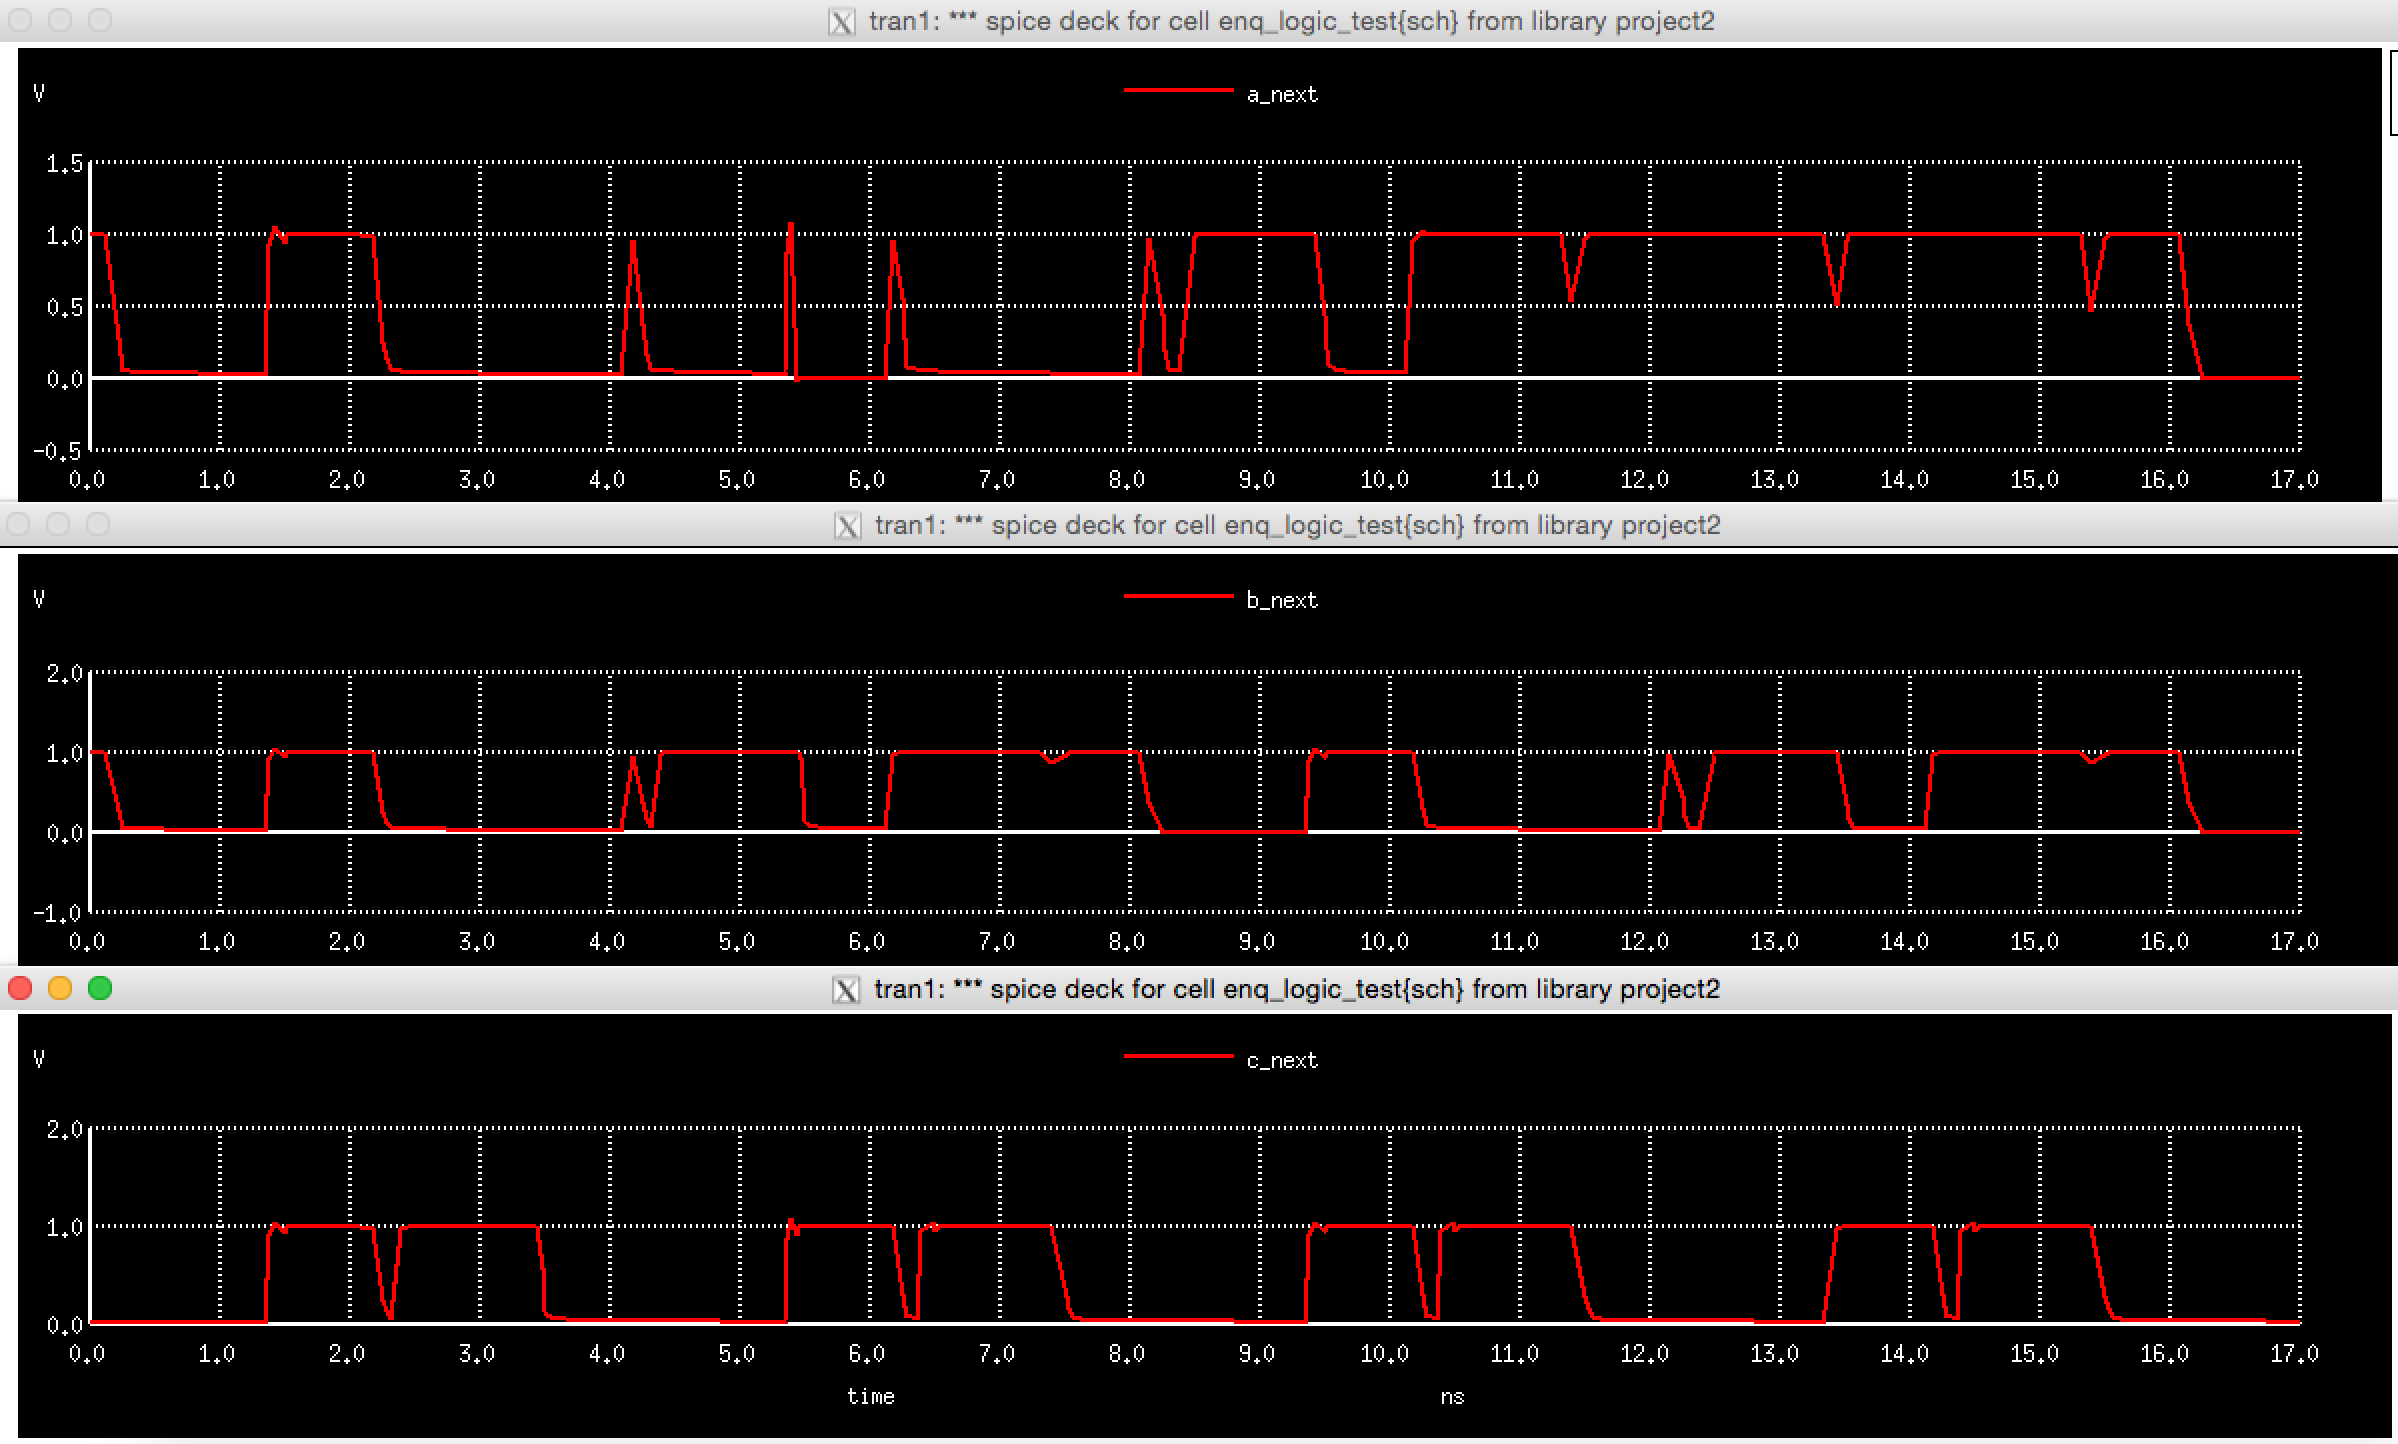 tran1: *** spice deck for cell enq_logic_test{sch} from library project2
V
a_next
1.5
1.0
0.5
0.0
-0.5
0.0 1.0 2.0 3.0 4.0 5.0 6.0 7.0 8.0 9.0 10.0 11.0 12.0 13.0 14.0 15.0 16.0 17.0
tran1: *** spice deck for cell enq_logic_test{sch} from library project2
V
b_next
2.0
1.0
0.0
-1.0
0.0 1.0 2.0 3.0 4.0 5.0 6.0 7.0 8.0 9.0 10.0 11.0 12.0 13.0 14.0 15.0 16.0 17.0
tran1: *** spice deck for cell enq_logic_test{sch} from library project2
V
c_next
2.0
1.0
0.0
0.0 1.0 2.0 3.0 4.0 5.0 6.0 7.0 8.0 9.0 10.0 11.0 12.0 13.0 14.0 15.0 16.0 17.0
time ns